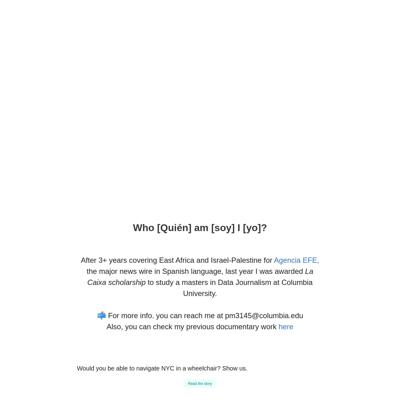 Who [Quién] am [soy] I [yo]?
After 3+ years covering East Africa and Israel-Palestine for Agencia EFE,
the major news wire in Spanish language, last year I was awarded La
Caixa scholarship to study a masters in Data Journalism at Columbia
University.
📫 For more info. you can reach me at pm3145@columbia.edu
Also, you can check my previous documentary work here
Would you be able to navigate NYC in a wheelchair? Show us.
Read the story